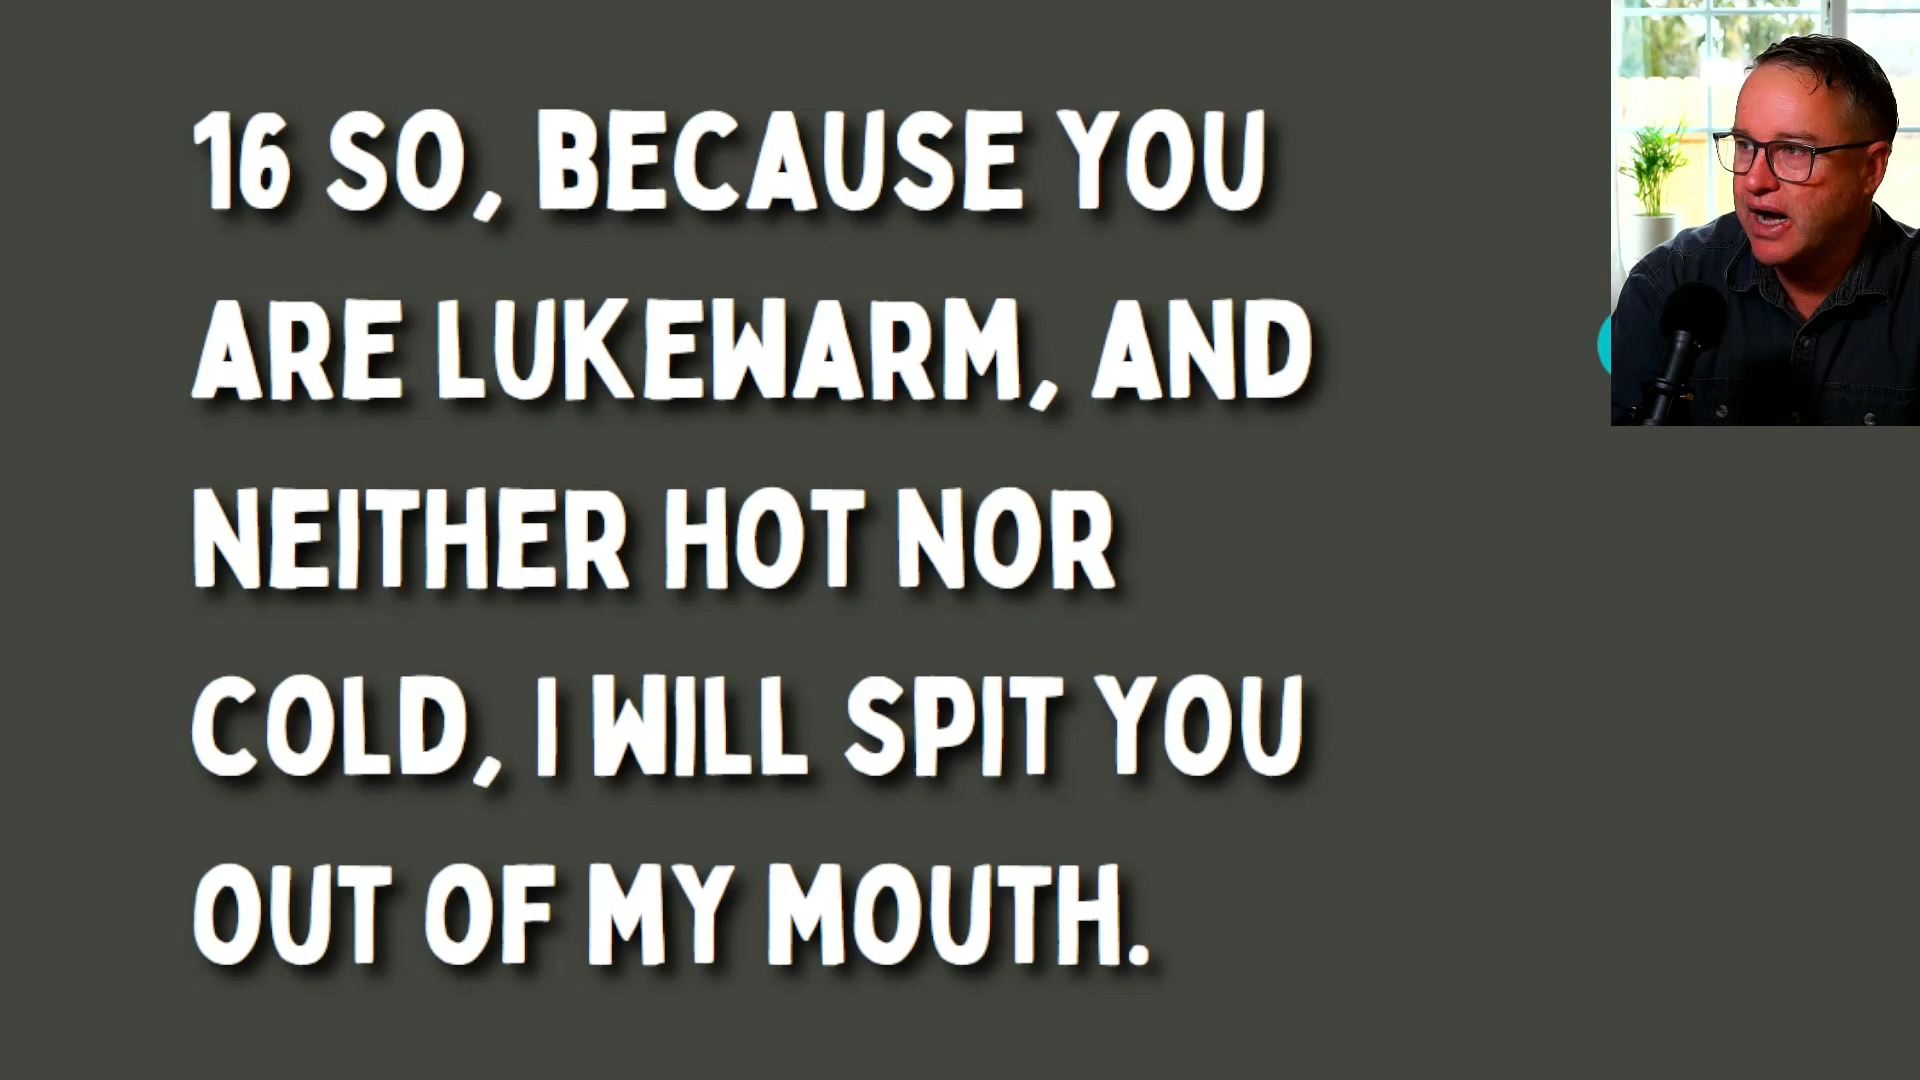 16 SO, BECAUSE YOU
ARE LUKEWARM, AND
NEITHER HOT NOR
COLD, I WILL SPIT YOU
OUT OF MY MOUTH.